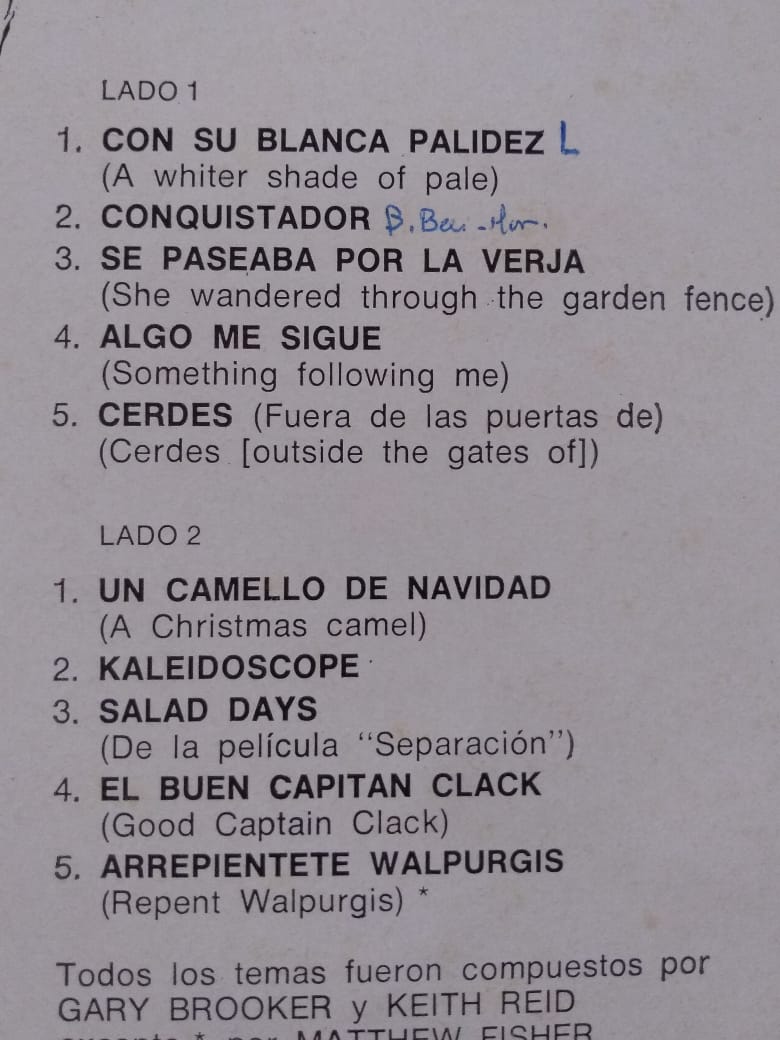 LADO 1
1. CON SU BLANCA PALIDEZ L
(A whiter shade of pale)
2. CONQUISTADOR B.
3. SE PASEABA POR LA VERJA
(She wandered through the garden fence)
4. ALGO ME SIGUE
(Something following me)
5. CERDES (Fuera de las puertas de)
(Cerdes [outside the gates of])
LADO 2
1. UN CAMELLO DE NAVIDAD
(A Christmas camel)
2. KALEIDOSCOPE
3. SALAD DAYS
(De la película “Separación”)
4. EL BUEN CAPITAN CLACK
(Good Captain Clack)
5. ARREPIENTETE WALPURGIS
(Repent Walpurgis) *
Todos los temas fueron compuestos por
GARY BROOKER y KEITH REID
excepto * por MATTHEW FISHER